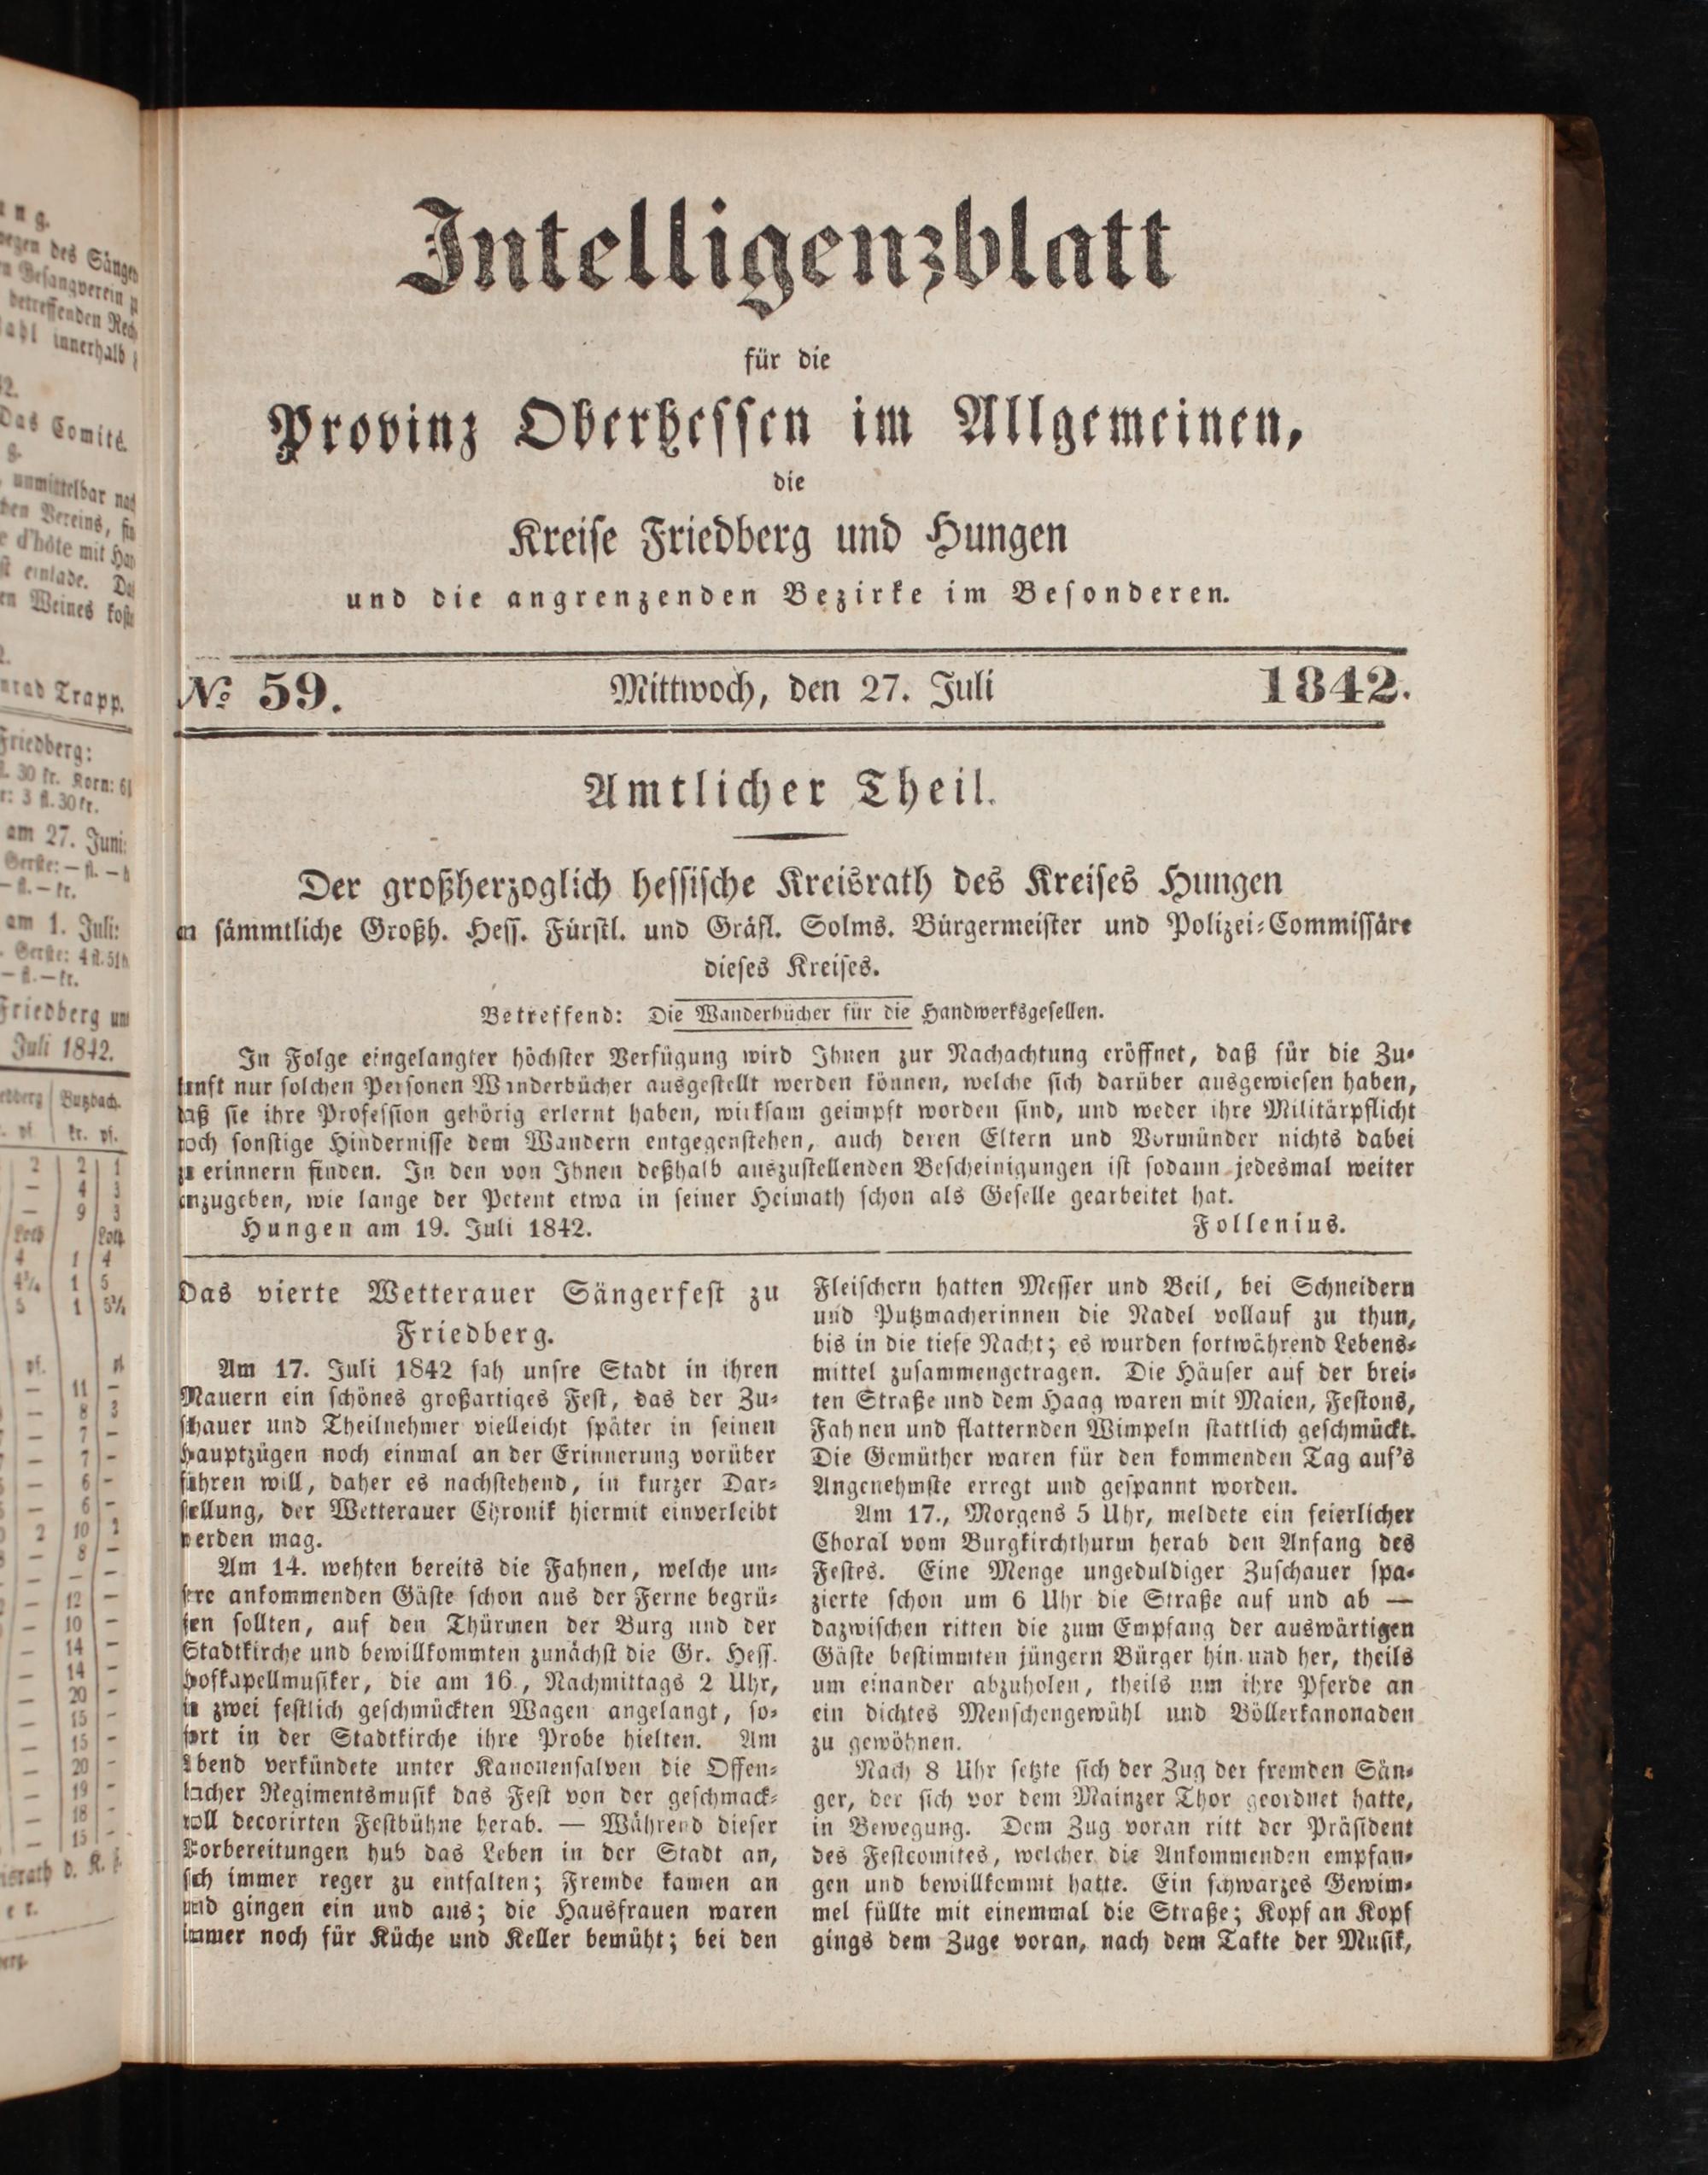 Intelligenzblatt
für die
Provinz Oberhessen im Allgemeinen,
die
Kreise Friedberg und Hungen
und die angrenzenden Bezirke im Besonderen.
№ 59. Mittwoch, den 27. Juli 1842.
Amtlicher Theil.
Der großherzoglich hessische Kreisrath des Kreises Hungen
an sämmtliche Großh. Hess. Fürstl. und Gräfl. Solms. Bürgermeister und Polizei-Commissäre
dieses Kreises.
Betreffend: Die Wanderbücher für die Handwerksgesellen.
In Folge eingelangter höchster Verfügung wird Ihnen zur Nachachtung eröffnet, daß für die Zu-
kunft nur solchen Personen Wanderbücher ausgestellt werden können, welche sich darüber ausgewiesen haben,
daß sie ihre Profession gehörig erlernt haben, wirksam geimpft worden sind, und weder ihre Militärpflicht
noch sonstige Hindernisse dem Wandern entgegenstehen, auch deren Eltern und Vormünder nichts dabei
zu erinnern finden. In den von Ihnen deßhalb auszustellenden Bescheinigungen ist sodann jedesmal weiter
anzugeben, wie lange der Petent etwa in seiner Heimath schon als Geselle gearbeitet hat.
Hungen am 19. Juli 1842. Follenius.
Das vierte Wetterauer Sängerfest zu
Friedberg.
Am 17. Juli 1842 sah unsre Stadt in ihren
Mauern ein schönes großartiges Fest, das der Zu-
schauer und Theilnehmer vielleicht später in seinen
Hauptzügen noch einmal an der Erinnerung vorüber
führen will, daher es nachstehend, in kurzer Dar-
stellung, der Wetterauer Chronik hiermit einverleibt
werden mag.
Am 14. wehten bereits die Fahnen, welche un-
sere ankommenden Gäste schon aus der Ferne begrü-
ßen sollten, auf den Thürmen der Burg und der
Stadtkirche und bewillkommten zunächst die Gr. Hess.
Hofkapellmusiker, die am 16., Nachmittags 2 Uhr,
in zwei festlich geschmückten Wagen angelangt, so-
fort in der Stadtkirche ihre Probe hielten. Am
Abend verkündete unter Kanonensalven die Offen-
bacher Regimentsmusik das Fest von der geschmack-
voll decorirten Festbühne herab. — Während dieser
Vorbereitungen hub das Leben in der Stadt an,
sich immer reger zu entfalten; Fremde kamen an
und gingen ein und aus; die Hausfrauen waren
immer noch für Küche und Keller bemüht; bei den
Fleischern hatten Messer und Beil, bei Schneidern
und Putzmacherinnen die Nadel vollauf zu thun,
bis in die tiefe Nacht; es wurden fortwährend Lebens-
mittel zusammengetragen. Die Häuser auf der brei-
ten Straße und dem Haag waren mit Maien, Festons,
Fahnen und flatternden Wimpeln stattlich geschmückt.
Die Gemüther waren für den kommenden Tag auf's
Angenehmste erregt und gespannt worden.
Am 17., Morgens 5 Uhr, meldete ein feierlicher
Choral vom Burgkirchthurm herab den Anfang des
Festes. Eine Menge ungeduldiger Zuschauer spa-
zierte schon um 6 Uhr die Straße auf und ab —
dazwischen ritten die zum Empfang der auswärtigen
Gäste bestimmten jüngern Bürger hin und her, theils
um einander abzuholen, theils um ihre Pferde an
ein dichtes Menschengewühl und Böllerkanonaden
zu gewöhnen.
Nach 8 Uhr setzte sich der Zug der fremden Sän-
ger, der sich vor dem Mainzer Thor geordnet hatte,
in Bewegung. Dem Zug voran ritt der Präsident
des Festcomites, welcher die Ankommenden empfan-
gen und bewillkommt hatte. Ein schwarzes Gewim-
mel füllte mit einemmal die Straße; Kopf an Kopf
gings dem Zuge voran, nach dem Takte der Musik,